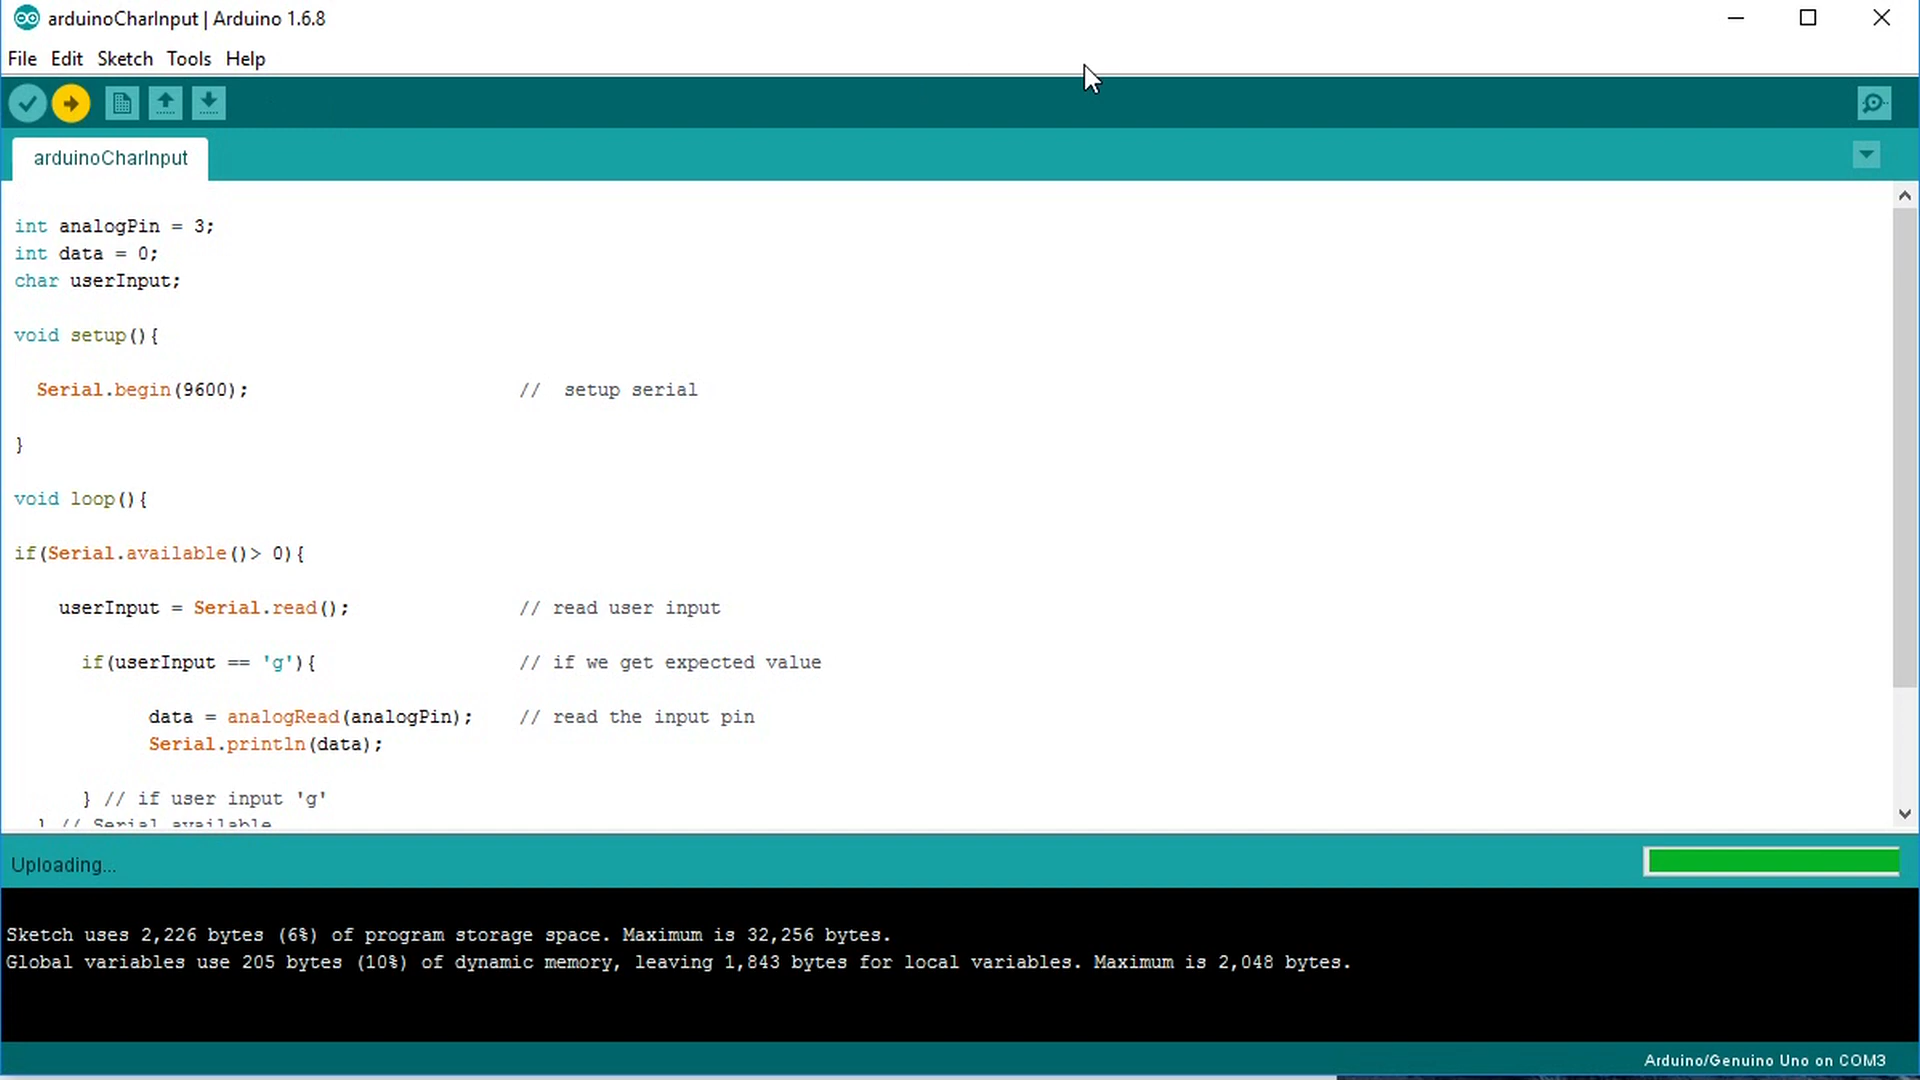 arduinoCharInput | Arduino 1.6.8
File Edit Sketch Tools Help
arduinoCharInput
int analogPin = 3;
int data = 0;
char userInput;
void setup(){
Serial.begin(9600); // setup serial
}
void loop(){
if(Serial.available()> 0){
userInput = Serial.read(); // read user input
if(userInput == 'g'){ // if we get expected value
data = analogRead(analogPin); // read the input pin
Serial.println(data);
} // if user input 'g'
} // Serial available
Uploading...
Sketch uses 2,226 bytes (6%) of program storage space. Maximum is 32,256 bytes.
Global variables use 205 bytes (10%) of dynamic memory, leaving 1,843 bytes for local variables. Maximum is 2,048 bytes.
Arduino/Genuino Uno on COM3